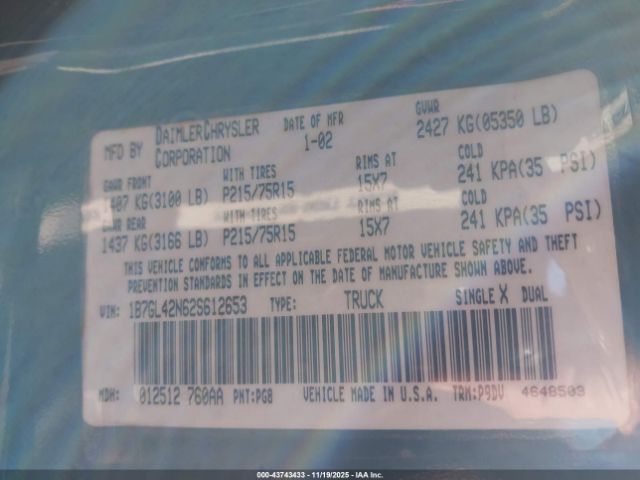 MFD BY DAIMLERCHRYSLER CORPORATION DATE OF MFR 1-02 GVWR 2427 KG(05350 LB)
GAWR FRONT WITH TIRES RIMS AT COLD
1407 KG(3100 LB) P215/75R15 15X7 241 KPA(35 PSI)
GAWR REAR WITH TIRES RIMS AT COLD
1437 KG(3166 LB) P215/75R15 15X7 241 KPA(35 PSI)
THIS VEHICLE CONFORMS TO ALL APPLICABLE FEDERAL MOTOR VEHICLE SAFETY AND THEFT
PREVENTION STANDARDS IN EFFECT ON THE DATE OF MANUFACTURE SHOWN ABOVE.
VIN: 1B7GL42N62S612653 TYPE: TRUCK SINGLE X DUAL
MDH: 012512 760AA PNT:PG8 VEHICLE MADE IN U.S.A. TRM:P9DV 4648503
000-43743433 - 11/19/2025 - IAA Inc.